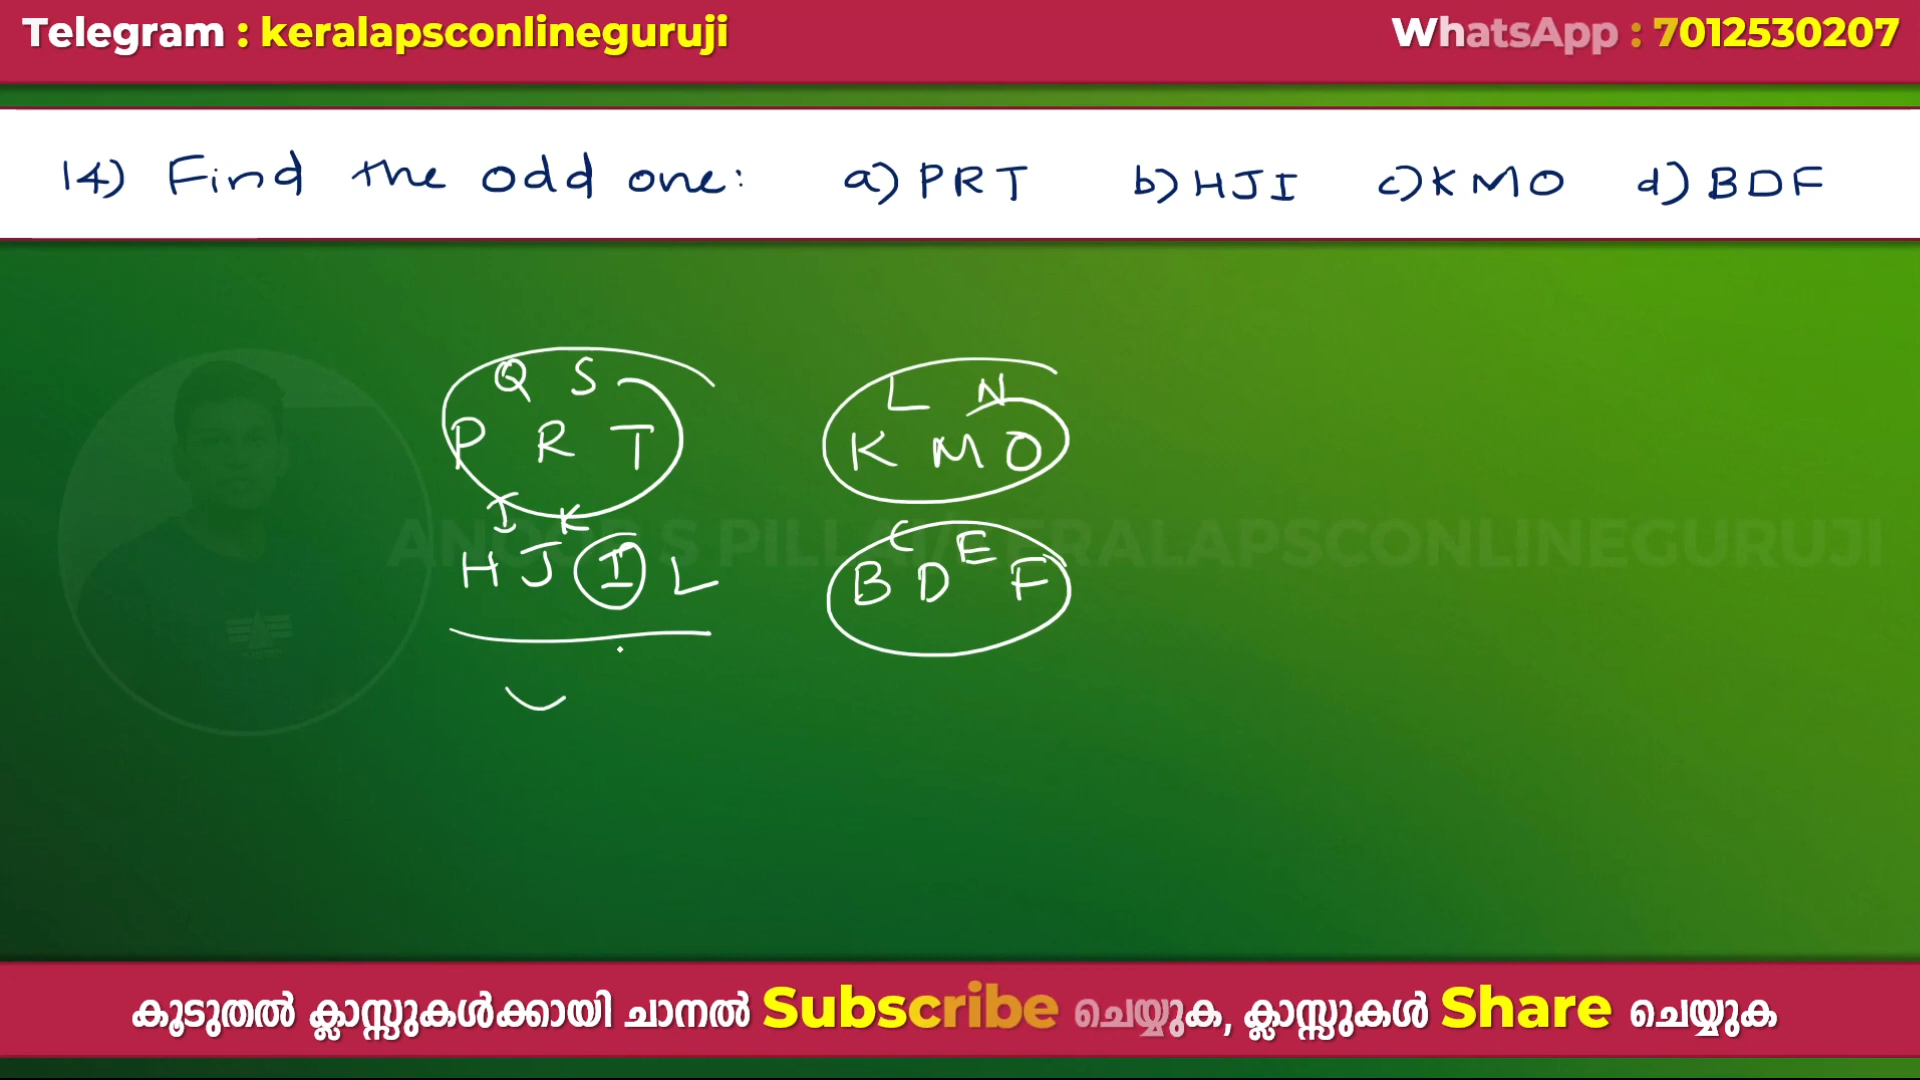 Telegram : keralapsconlineguruji WhatsApp : 7012530207
14) Find the odd one: a) PRT b) HJI c) KMO d) BDF
Q S
P R T
L N
K M O
I K
H J I L
C E
B D F
KERALAPSCONLINEGURUJI
കൂടുതൽ ക്ലാസ്സുകൾക്കായി ചാനൽ Subscribe ചെയ്യുക, ക്ലാസ്സുകൾ Share ചെയ്യുക